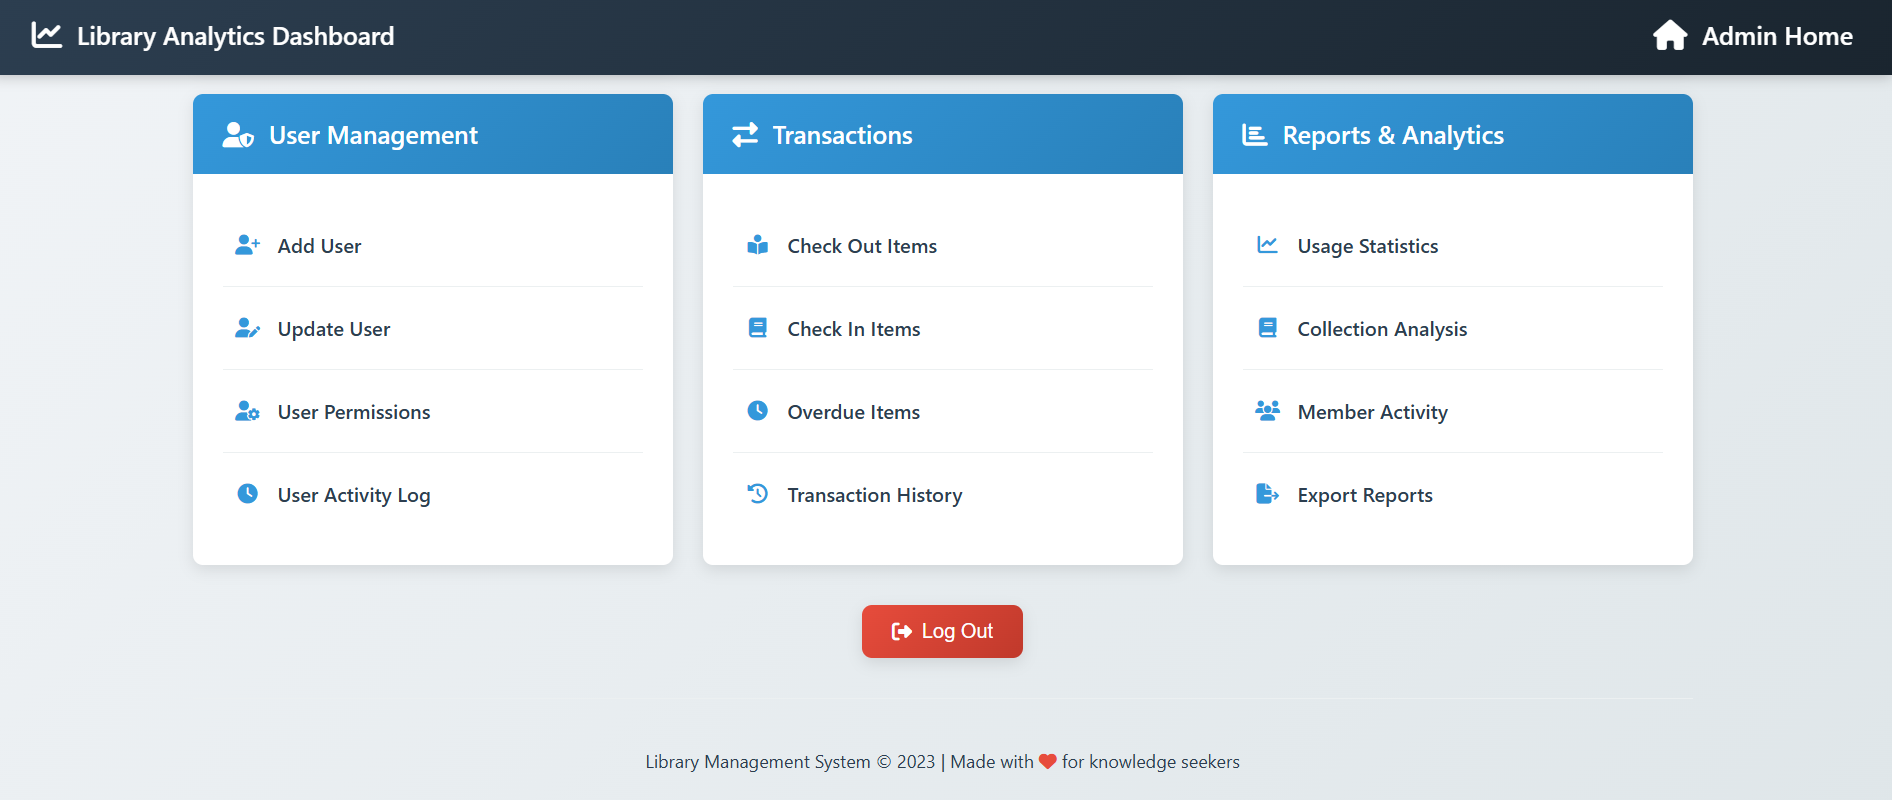 Library Analytics Dashboard
Admin Home
User Management
Add User
Update User
User Permissions
User Activity Log
Transactions
Check Out Items
Check In Items
Overdue Items
Transaction History
Reports & Analytics
Usage Statistics
Collection Analysis
Member Activity
Export Reports
Log Out
Library Management System © 2023 | Made with ❤ for knowledge seekers